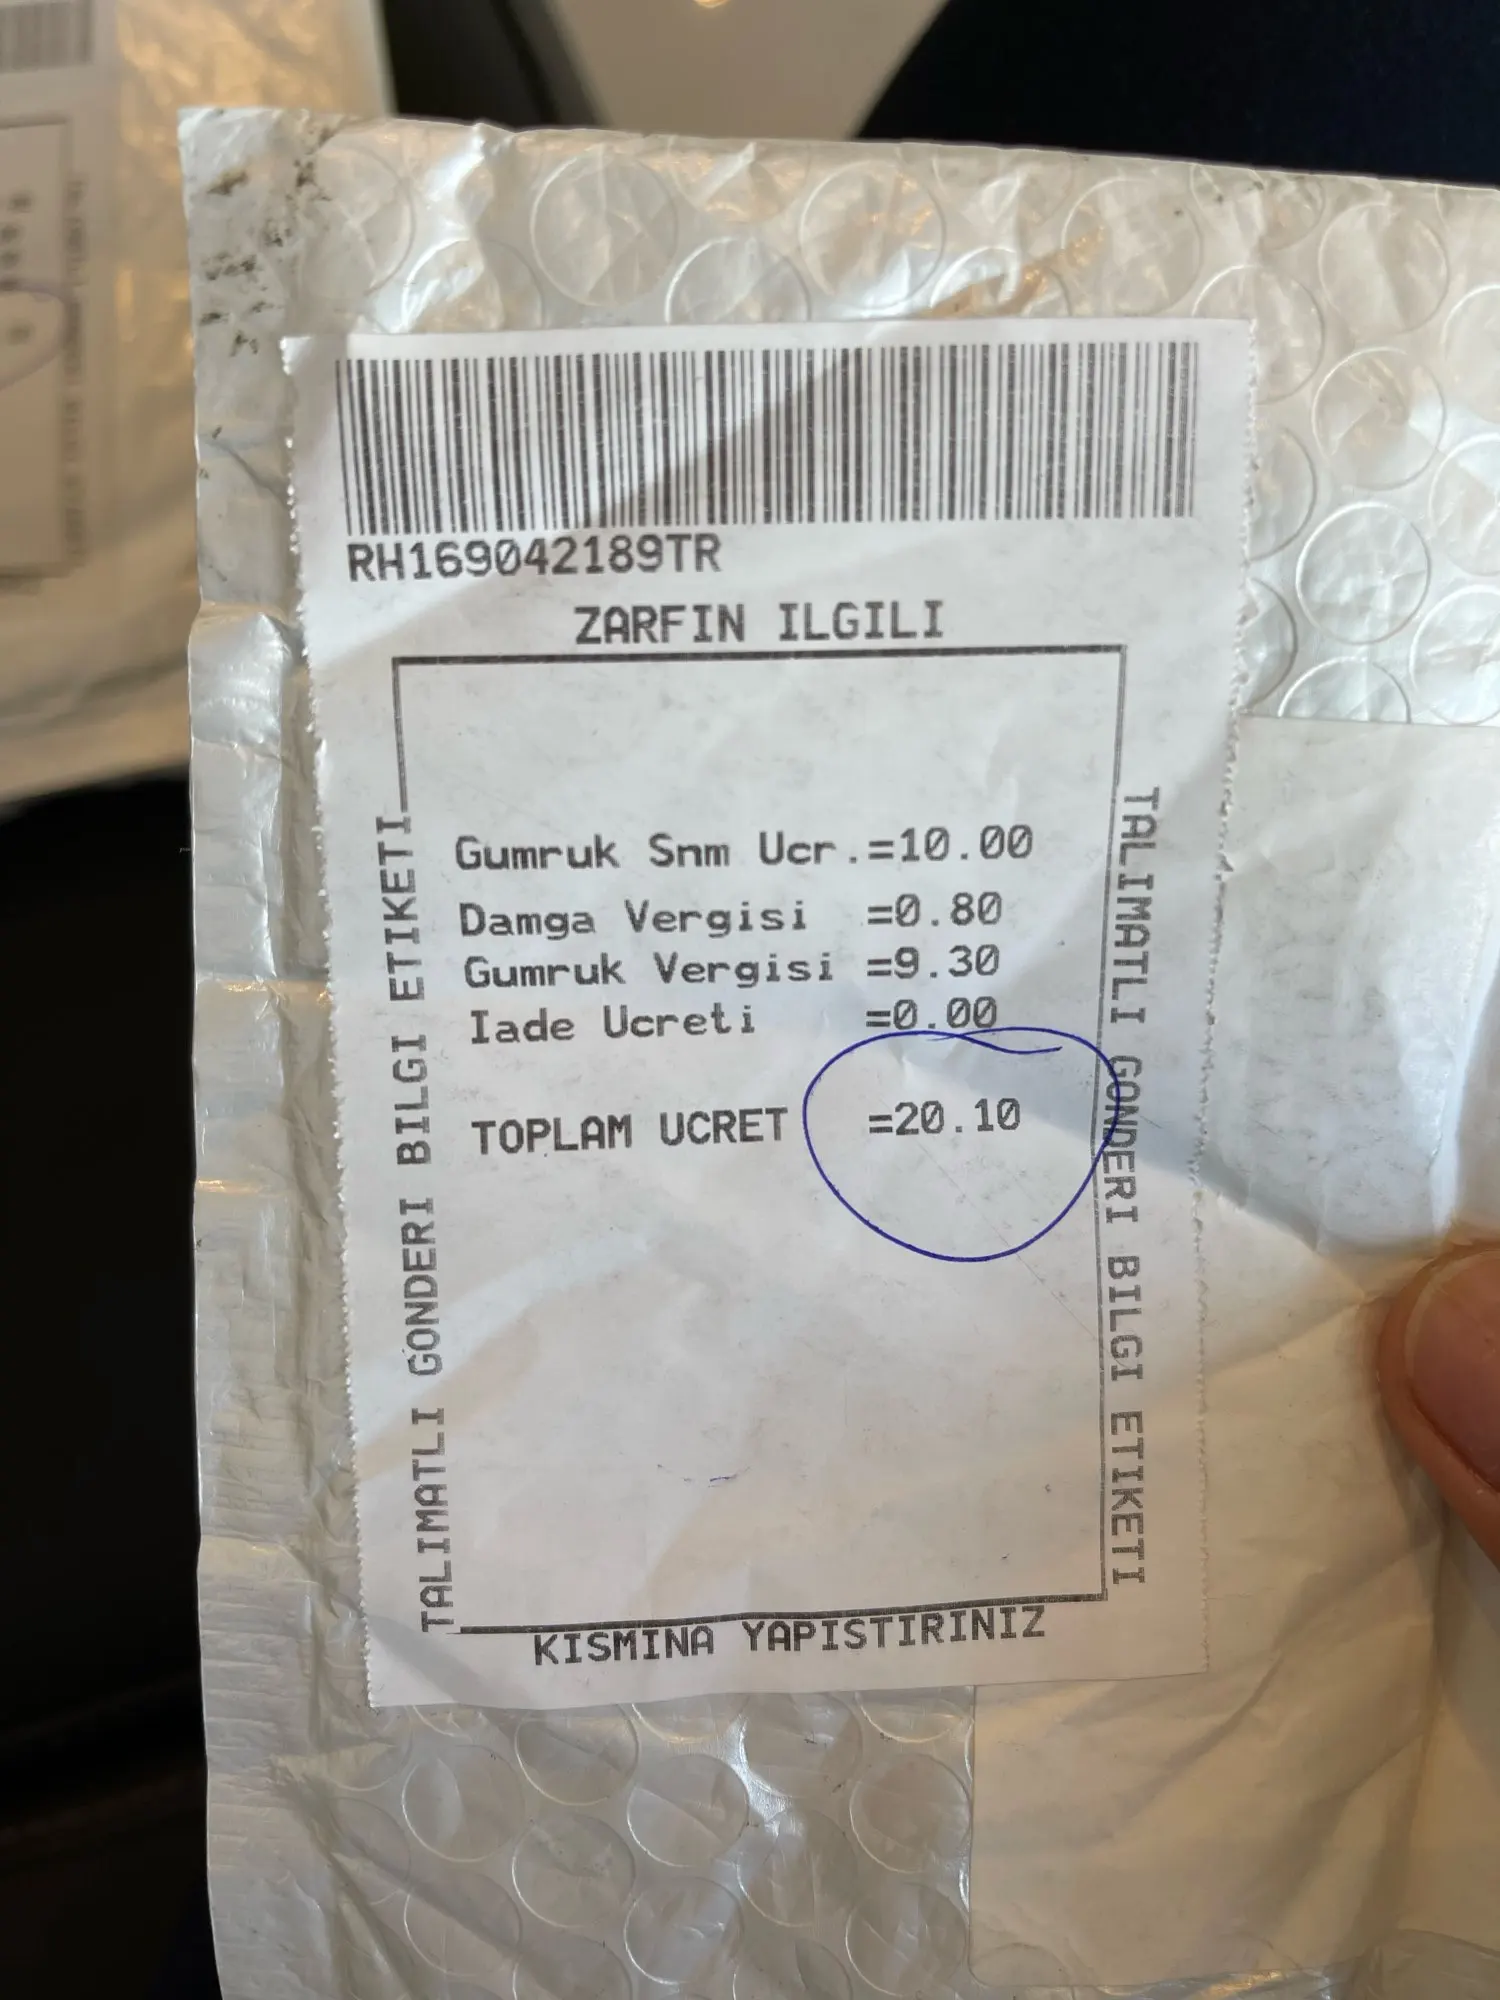 RH169042189TR
ZARFIN ILGILI
TALIMATLI GONDERI BILGI ETIKETI
Gumruk Snm Ucr.=10.00
Damga Vergisi =0.80
Gumruk Vergisi =9.30
Iade Ucreti =0.00
TOPLAM UCRET =20.10
TALIMATLI GONDERI BILGI ETIKETI
KISMINA YAPISTIRINIZ